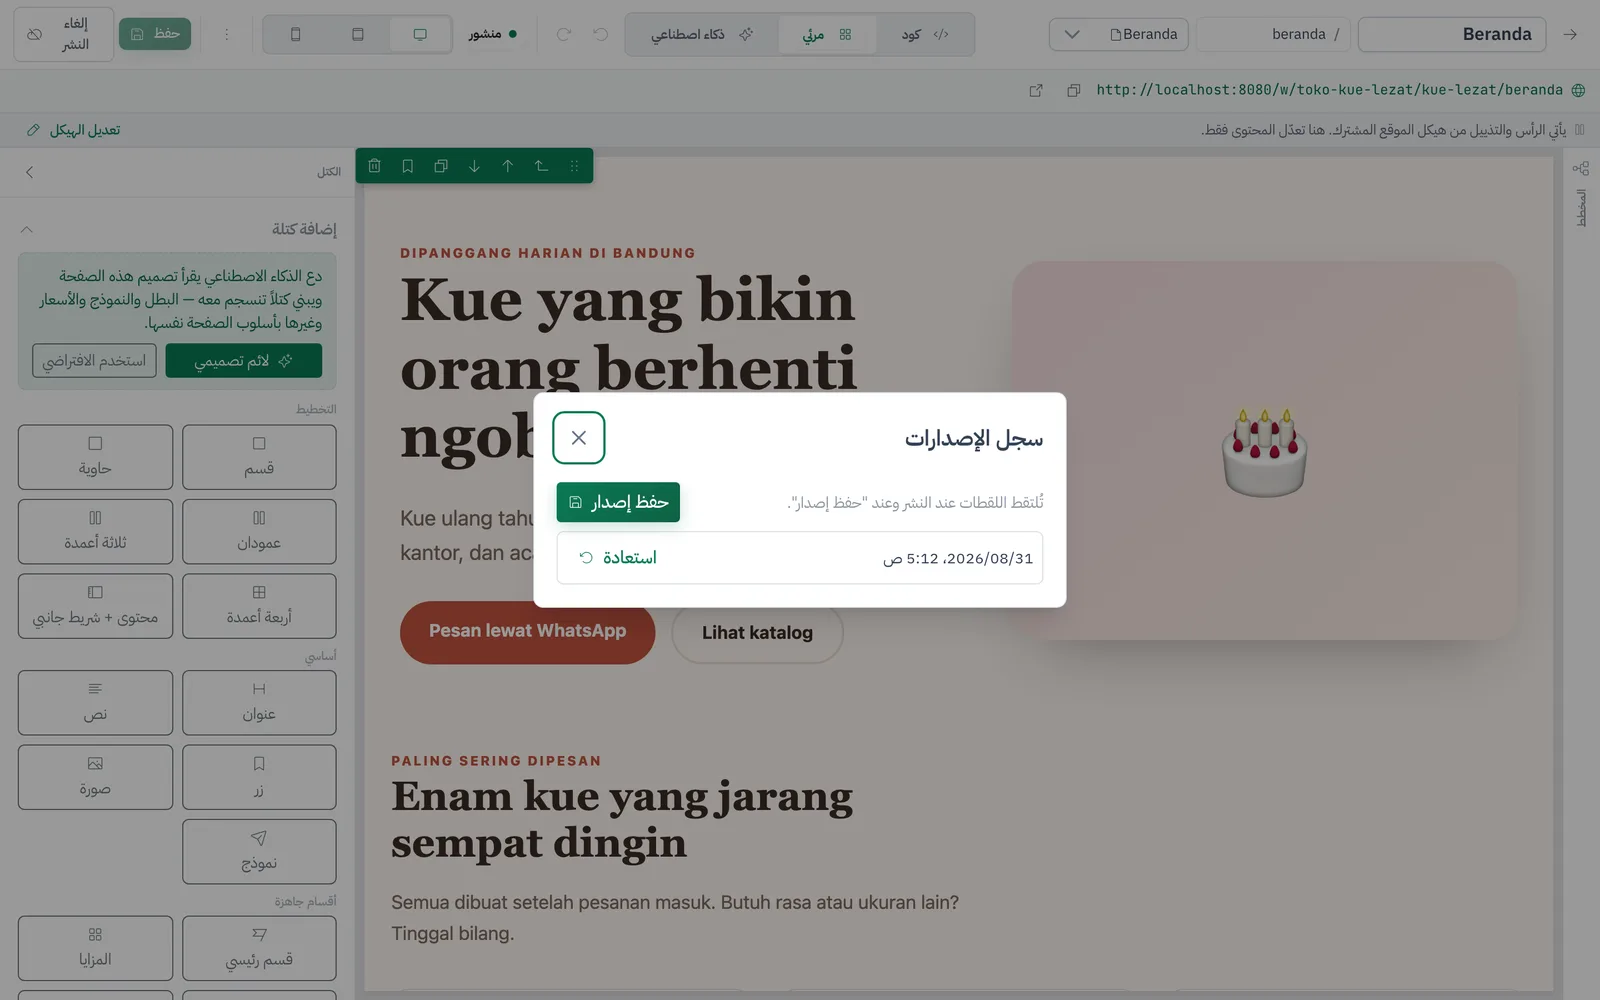 Beranda
/ beranda
Beranda
كود
مرئي
ذكاء اصطناعي
منشور
حفظ
إلغاء
النشر
http://localhost:8080/w/toko-kue-lezat/kue-lezat/beranda
يأتي الرأس والتذييل من هيكل الموقع المشترك. هنا تعدّل المحتوى فقط.
تعديل الهيكل
المخطط
DIPANGGANG HARIAN DI BANDUNG
Kue yang bikin
orang berhenti
ngob
Kue ulang tahu
kantor, dan aca
Pesan lewat WhatsApp
Lihat katalog
PALING SERING DIPESAN
Enam kue yang jarang
sempat dingin
Semua dibuat setelah pesanan masuk. Butuh rasa atau ukuran lain?
Tinggal bilang.
سجل الإصدارات
تُلتقط اللقطات عند النشر وعند "حفظ إصدار".
حفظ إصدار
2026/08/31، 5:12 ص
استعادة
الكتل
إضافة كتلة
دع الذكاء الاصطناعي يقرأ تصميم هذه الصفحة
ويبني كتلاً تنسجم معه — البطل والنموذج والأسعار
وغيرها بأسلوب الصفحة نفسها.
لائم تصميمي
استخدم الافتراضي
التخطيط
قسم
حاوية
عمودان
ثلاثة أعمدة
أربعة أعمدة
محتوى + شريط جانبي
أساسي
عنوان
نص
زر
صورة
نموذج
أقسام جاهزة
قسم رئيسي
المزايا